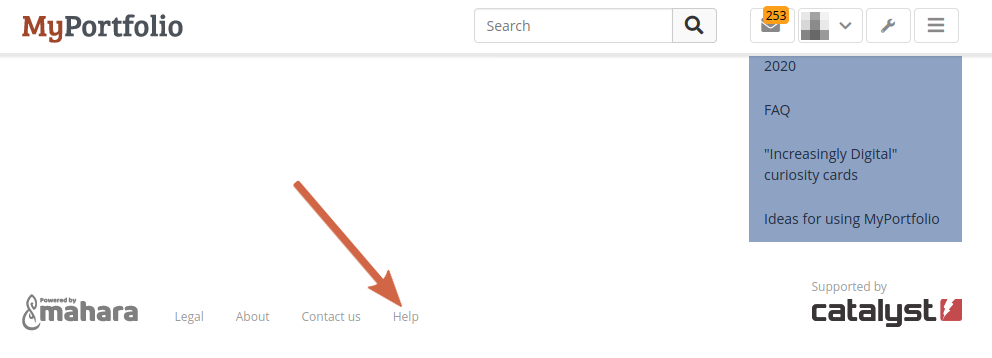 MyPortfolio
Search
253
2020
FAQ
"Increasingly Digital"
curiosity cards
Ideas for using MyPortfolio
Powered by
mahara
Legal
About
Contact us
Help
Supported by
catalyst